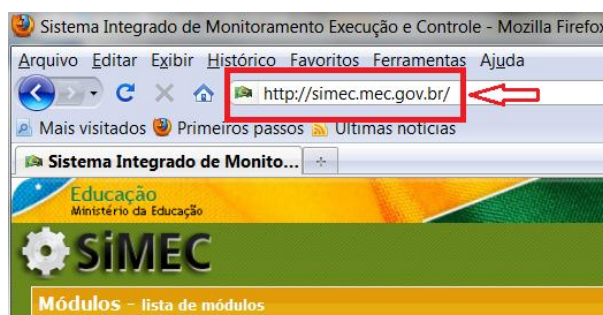 Sistema Integrado de Monitoramento Execução e Controle - Mozilla Firefox
Arquivo Editar Exibir Histórico Favoritos Ferramentas Ajuda
http://simec.mec.gov.br/
Mais visitados Primeiros passos Últimas notícias
Sistema Integrado de Monito...
Educação
Ministério da Educação
SiMEC
Módulos - lista de módulos